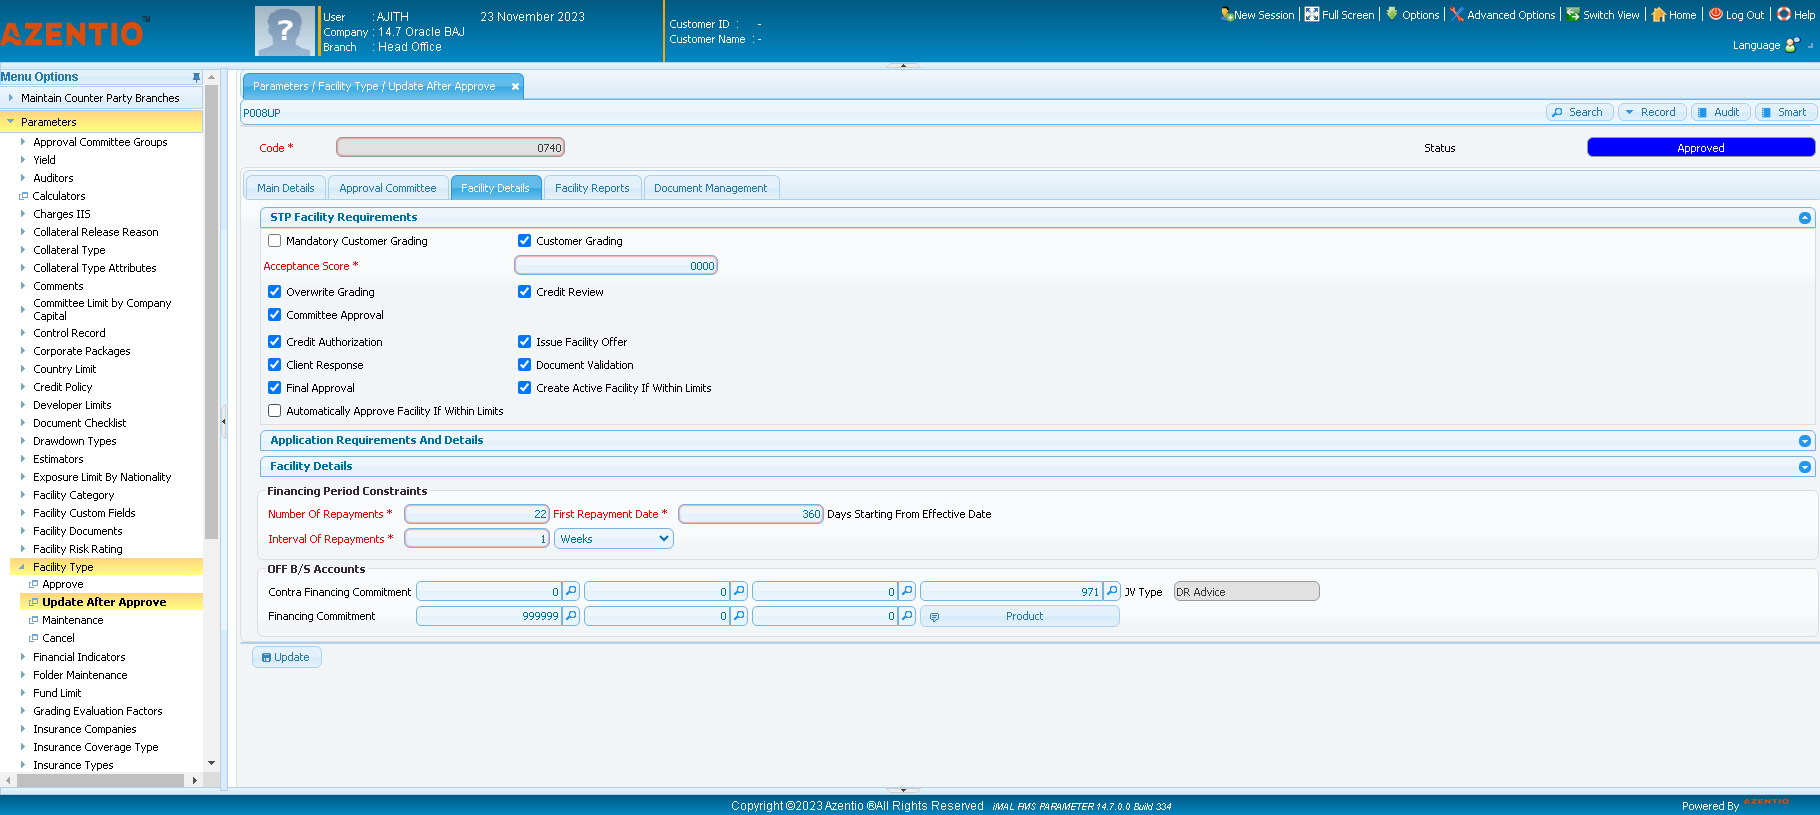 AZENTIO™
User : AJITH 23 November 2023
Company : 14.7 Oracle BAJ
Branch : Head Office
Customer ID : -
Customer Name : -
New Session Full Screen Options Advanced Options Switch View Home Log Out Help
Language
Menu Options
Maintain Counter Party Branches
Parameters
Approval Committee Groups
Yield
Auditors
Calculators
Charges IIS
Collateral Release Reason
Collateral Type
Collateral Type Attributes
Comments
Committee Limit by Company
Capital
Control Record
Corporate Packages
Country Limit
Credit Policy
Developer Limits
Document Checklist
Drawdown Types
Estimators
Exposure Limit By Nationality
Facility Category
Facility Custom Fields
Facility Documents
Facility Risk Rating
Facility Type
Approve
Update After Approve
Maintenance
Cancel
Financial Indicators
Folder Maintenance
Fund Limit
Grading Evaluation Factors
Insurance Companies
Insurance Coverage Type
Insurance Types
Parameters / Facility Type / Update After Approve
P008UP
Search Record Audit Smart
Code * 0740 Status Approved
Main Details Approval Committee Facility Details Facility Reports Document Management
STP Facility Requirements
Mandatory Customer Grading Customer Grading
Acceptance Score * 0000
Overwrite Grading Credit Review
Committee Approval
Credit Authorization Issue Facility Offer
Client Response Document Validation
Final Approval Create Active Facility If Within Limits
Automatically Approve Facility If Within Limits
Application Requirements And Details
Facility Details
Financing Period Constraints
Number Of Repayments * 22 First Repayment Date * 360 Days Starting From Effective Date
Interval Of Repayments * 1 Weeks
OFF B/S Accounts
Contra Financing Commitment 0 0 0 971 JV Type DR Advice
Financing Commitment 999999 0 0 Product
Update
Copyright ©2023 Azentio ®All Rights Reserved iMAL PMS PARAMETER 14.7.0.0 Build 334
Powered By AZENTIO